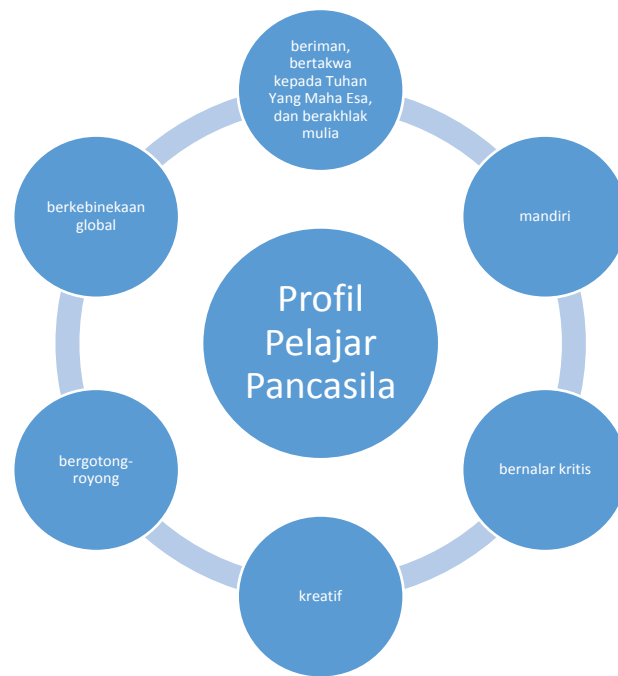 beriman,
bertakwa
kepada Tuhan
Yang Maha Esa,
dan berakhlak
mulia
mandiri
bernalar kritis
kreatif
bergotong-
royong
berkebinekaan
global
Profil
Pelajar
Pancasila